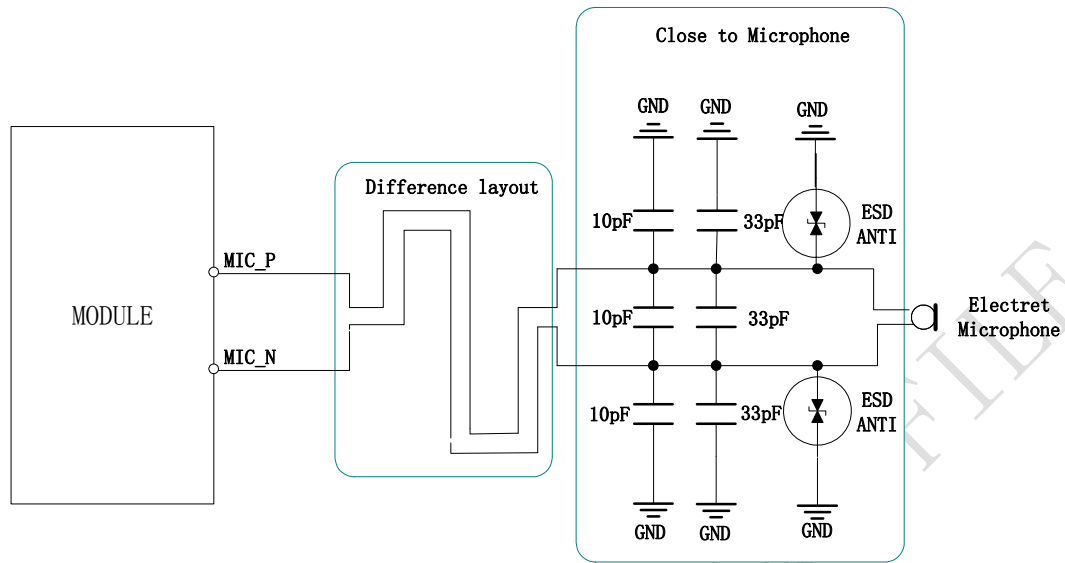 Close to Microphone
GND
GND
GND
Difference layout
10pF
33pF
ESD
ANTI
MIC_P
MODULE
10pF
33pF
Electret
Microphone
MIC_N
10pF
33pF
ESD
ANTI
GND
GND
GND
FILE